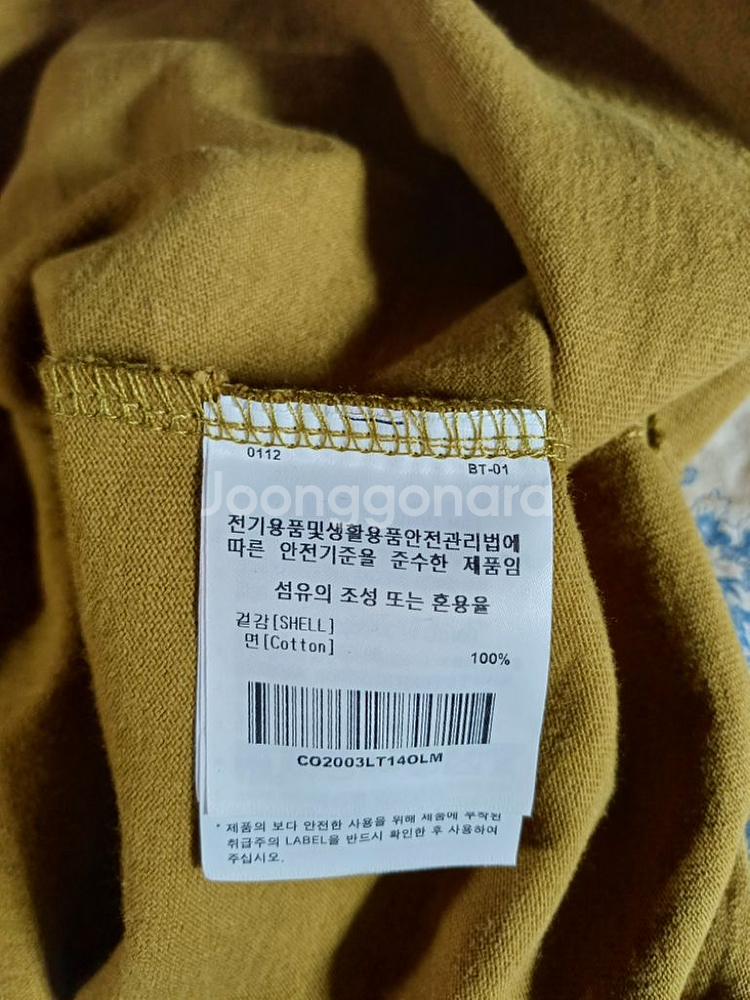 0112 BT-01
Joonggonara
전기용품및생활용품안전관리법에
따른 안전기준을 준수한 제품임
섬유의 조성 또는 혼용율
겉감[SHELL]
면[Cotton]
100%
CO2003LT14OLM
* 제품의 보다 안전한 사용을 위해 제품에 부착된
취급주의 LABEL을 반드시 확인한 후 사용하여
주십시오.